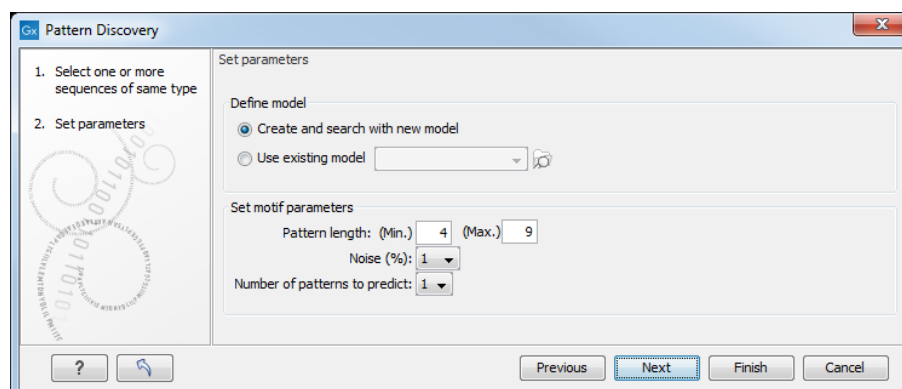 Gx Pattern Discovery
X
1. Select one or more
sequences of same type
2. Set parameters
Set parameters
Define model
Create and search with new model
Use existing model
Set motif parameters
Pattern length: (Min.) 4 (Max.) 9
Noise (%): 1
Number of patterns to predict: 1
? Previous Next Finish Cancel